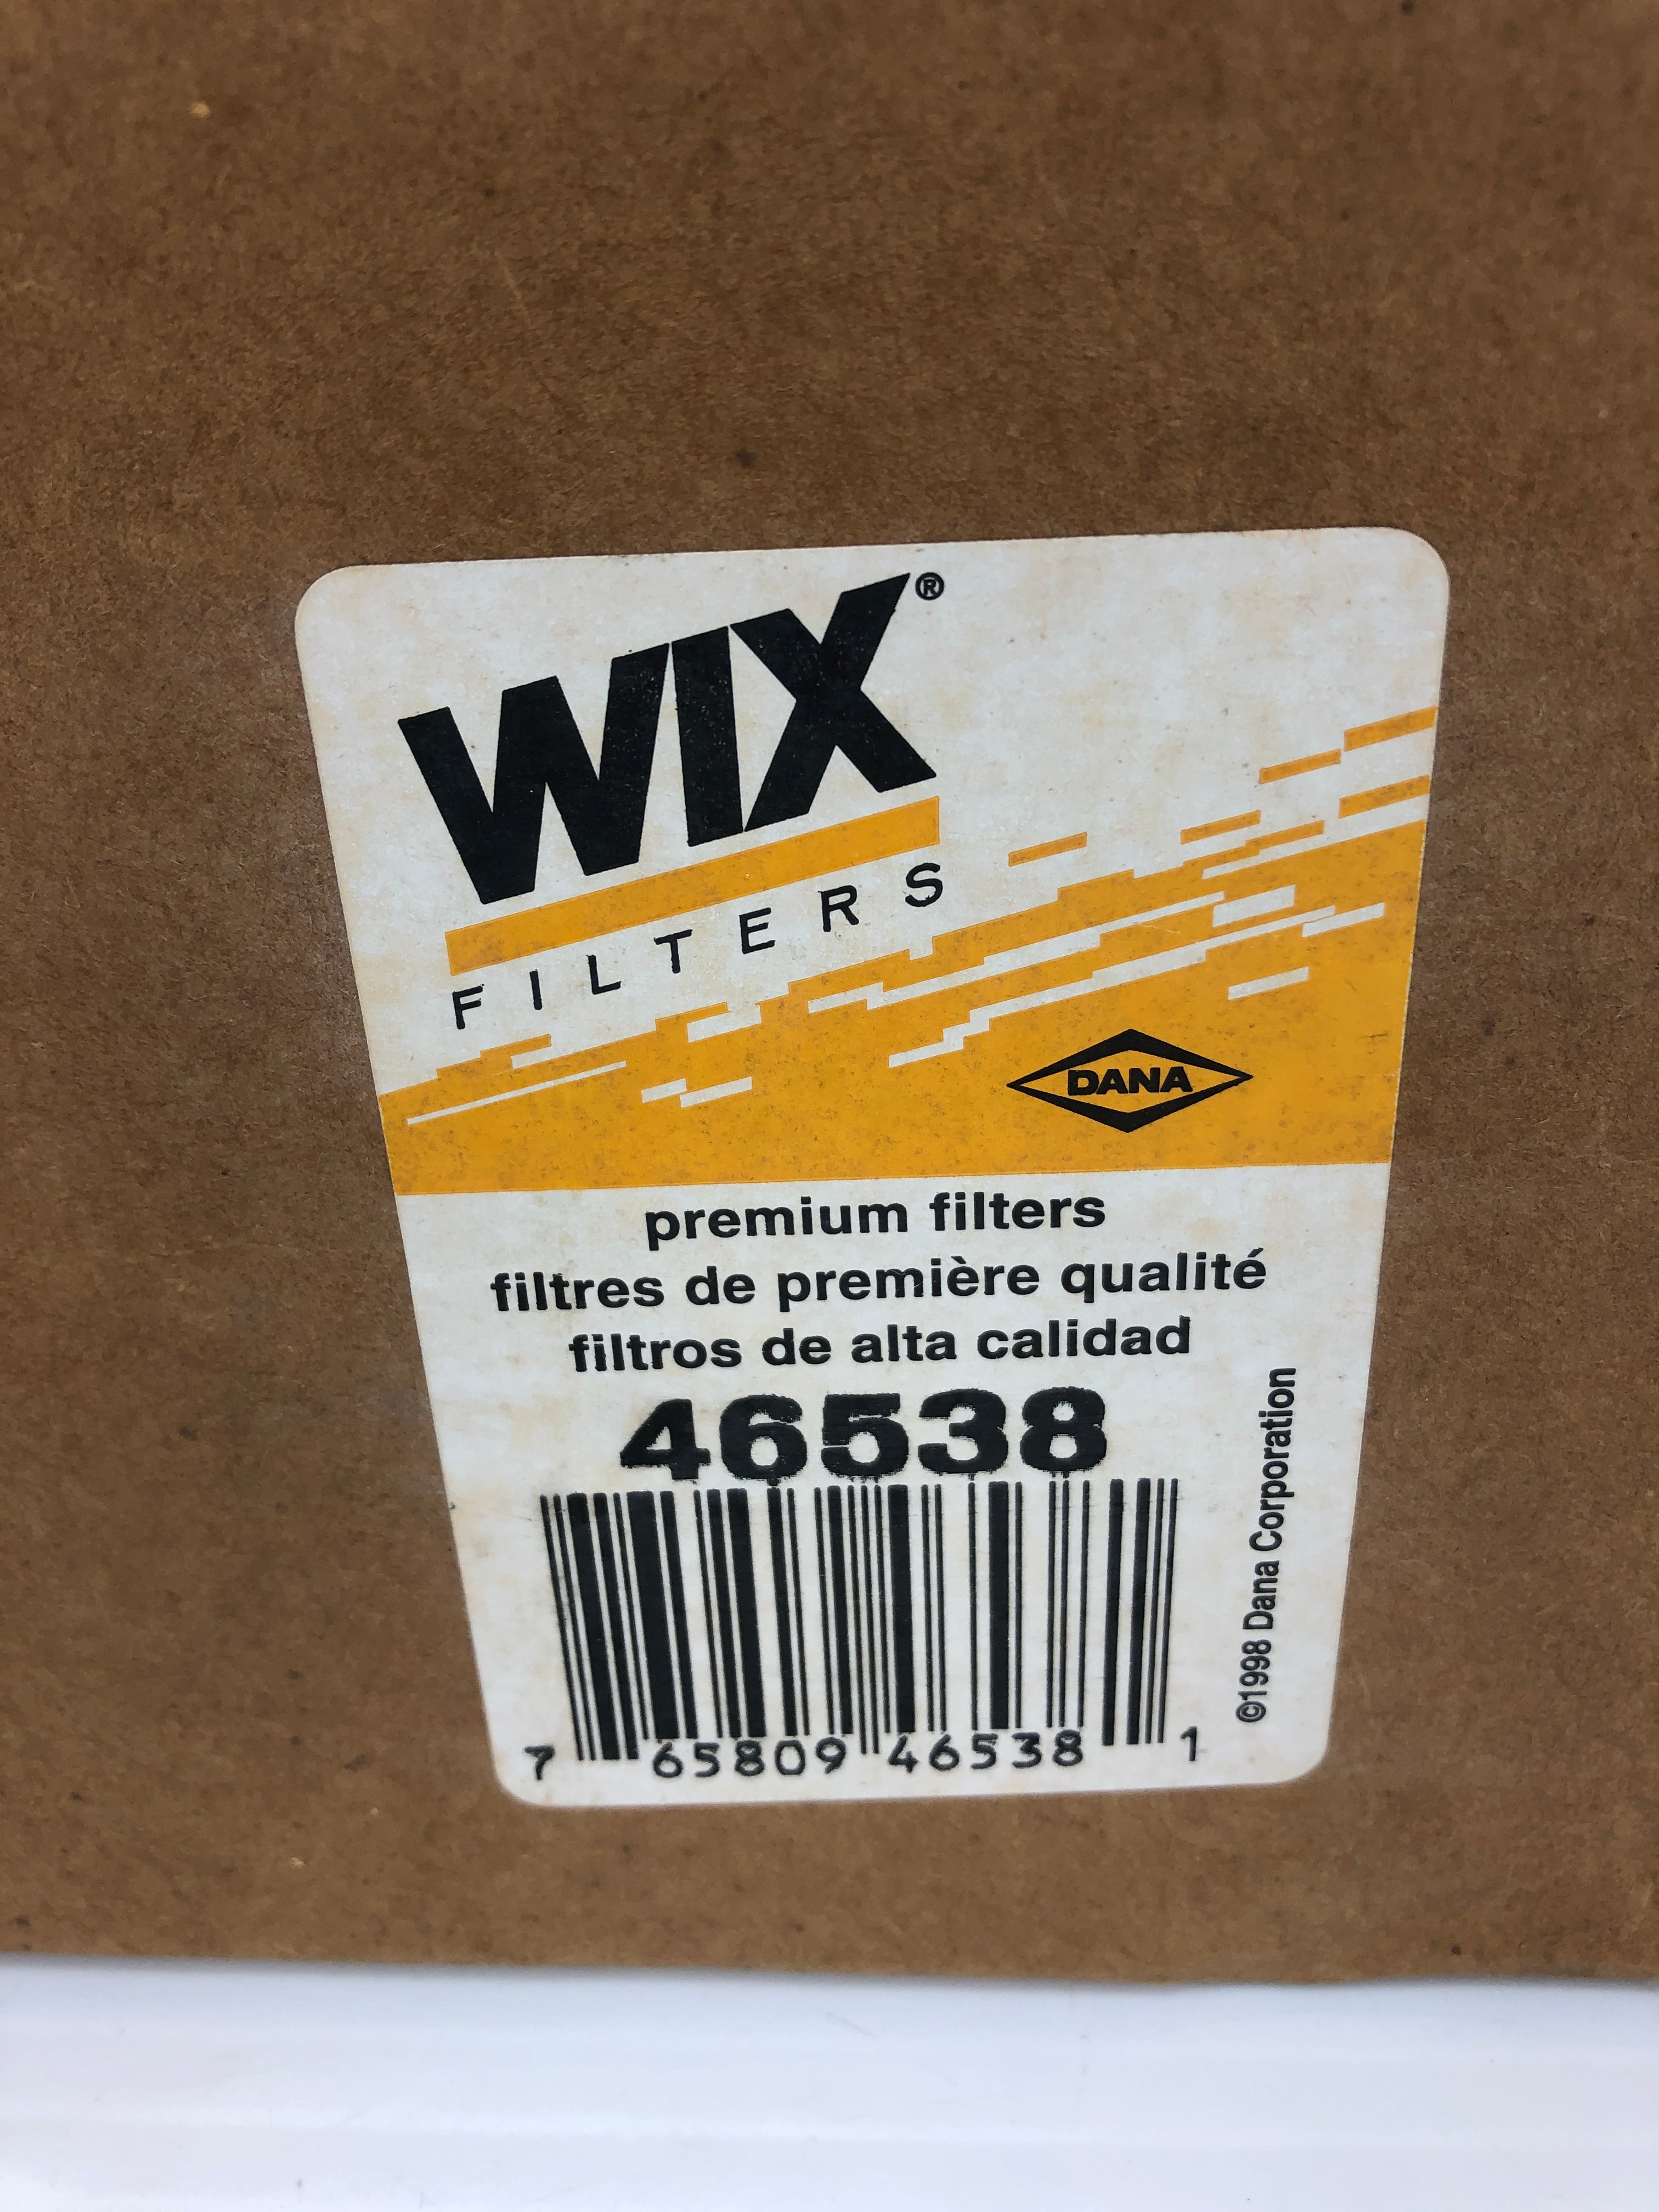 WIX®
FILTERS
DANA
premium filters
filtres de première qualité
filtros de alta calidad
46538
©1998 Dana Corporation
7 65809 46538 1